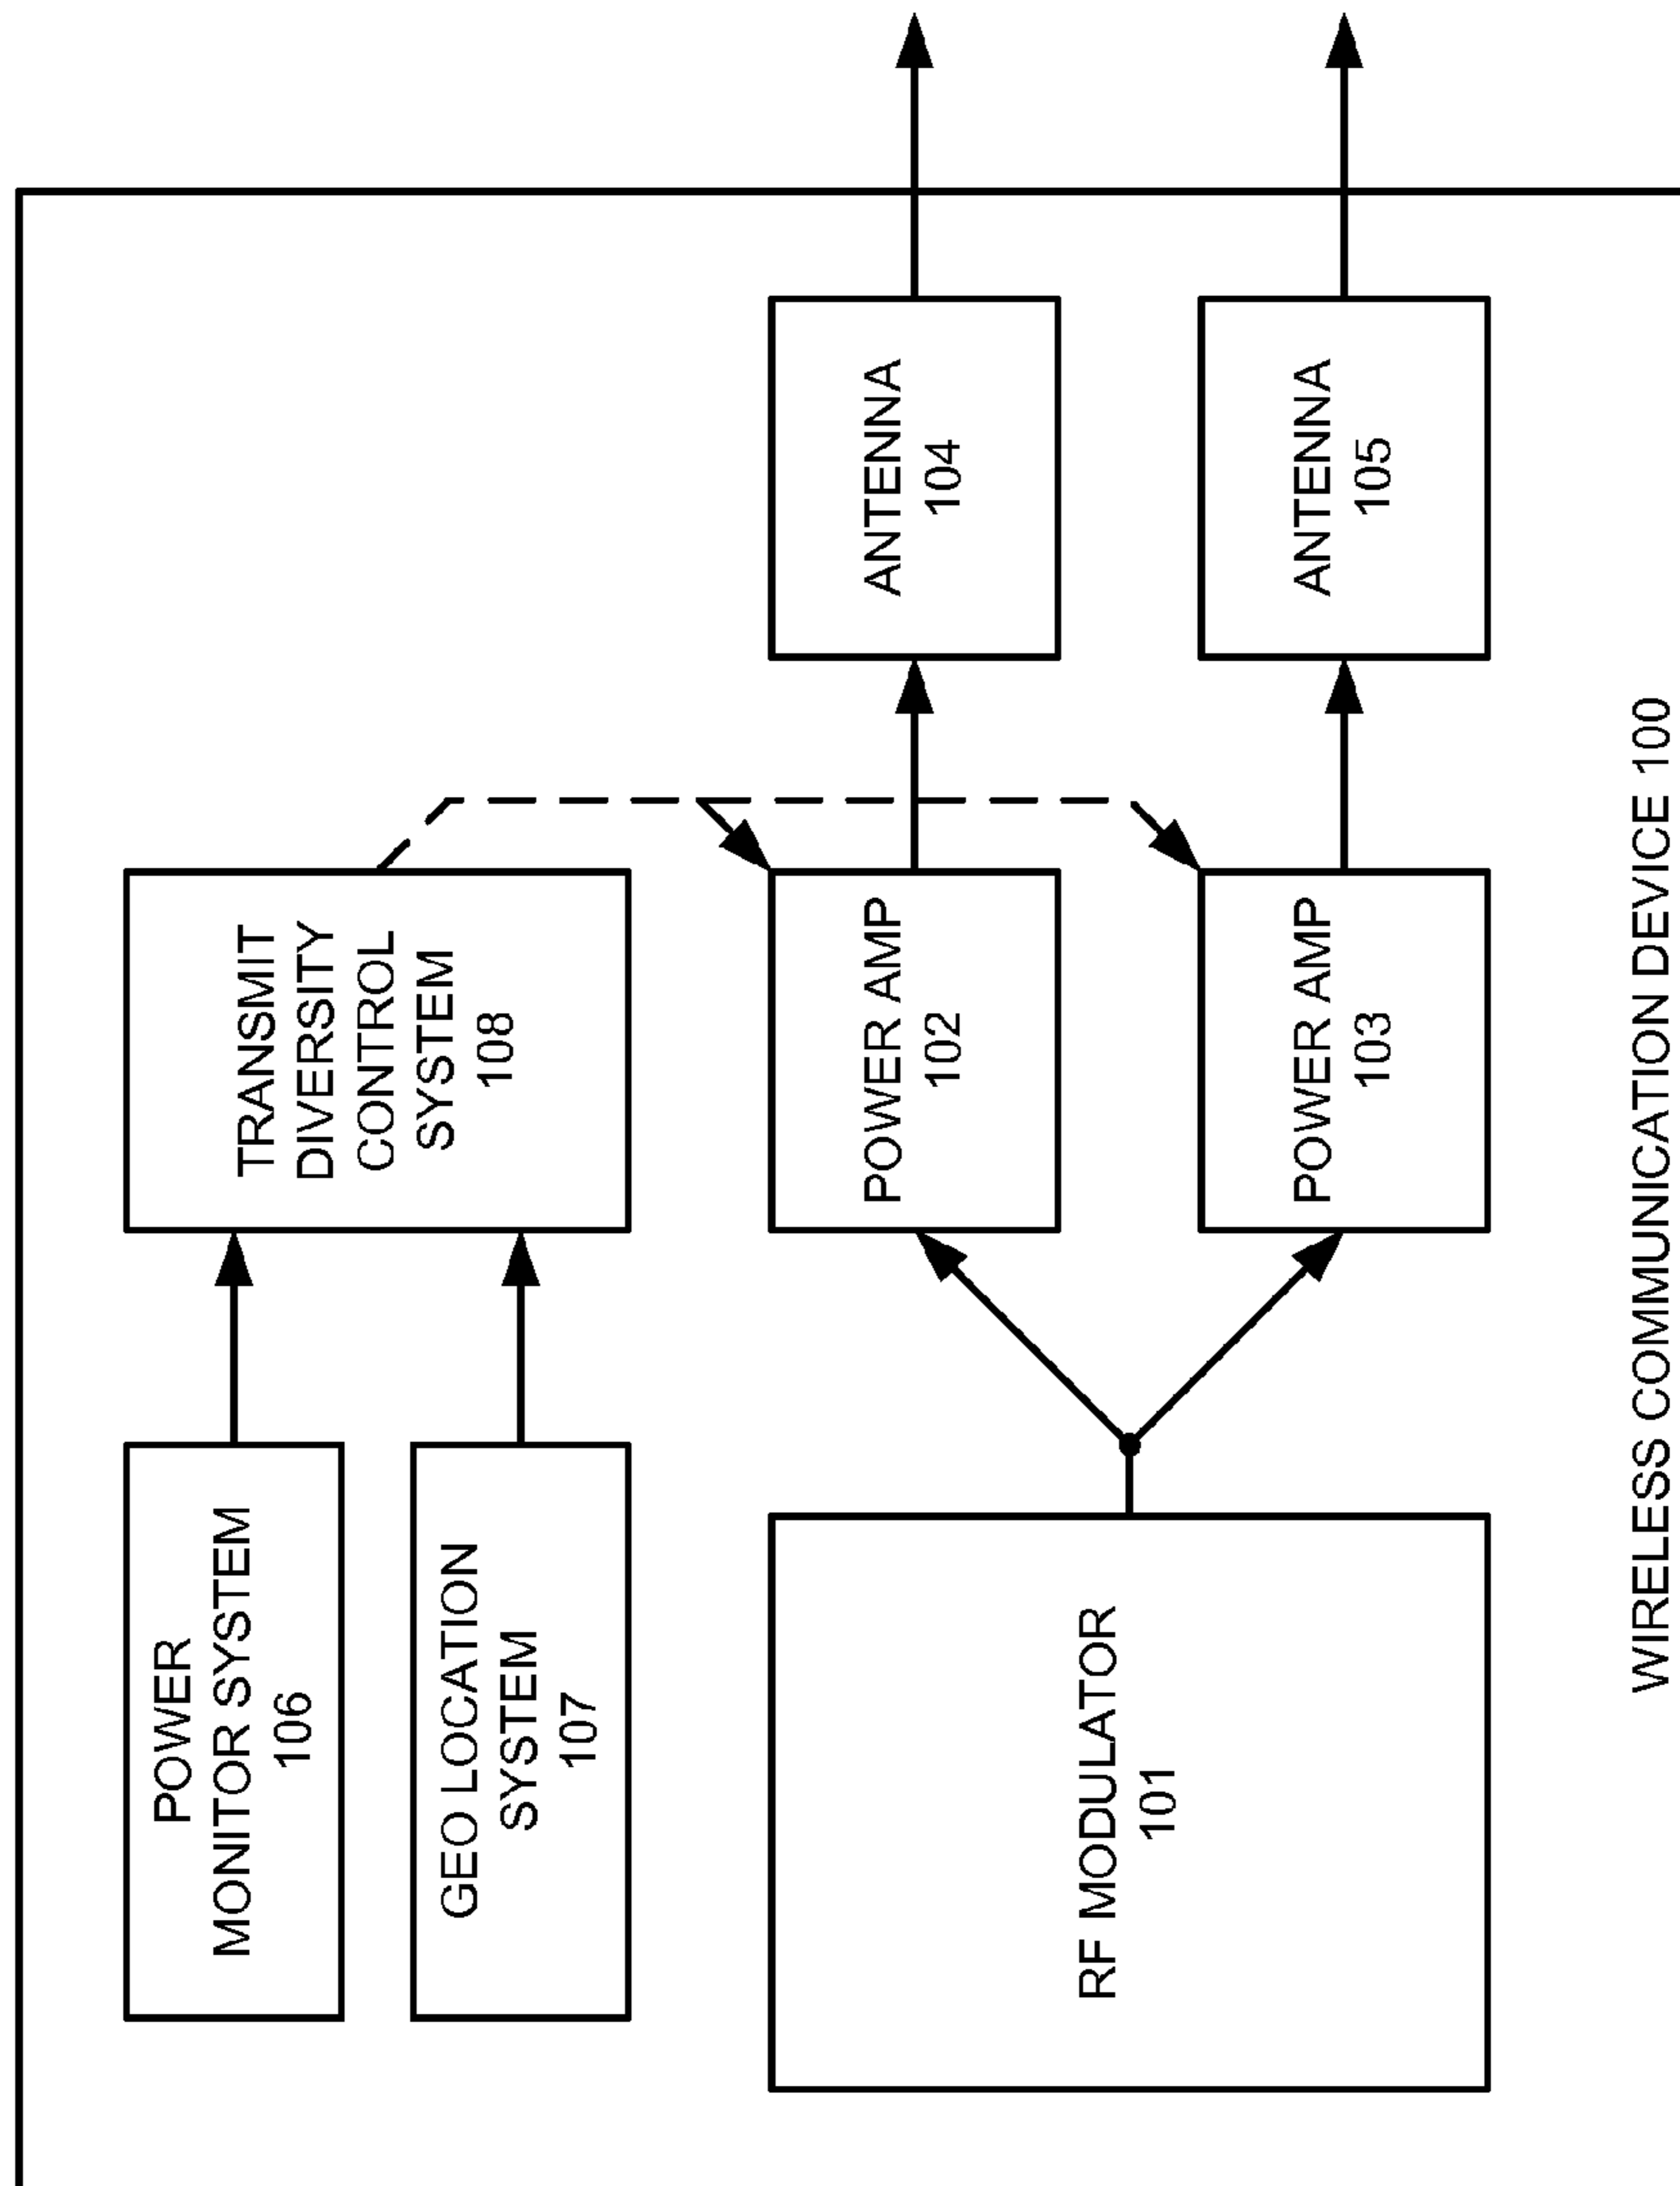 POWER
MONITOR SYSTEM
106
GEO LOCATION
SYSTEM
107
TRANSMIT
DIVERSITY
CONTROL
SYSTEM
108
RF MODULATOR
101
POWER AMP
102
ANTENNA
104
POWER AMP
103
ANTENNA
105
WIRELESS COMMUNICATION DEVICE 100